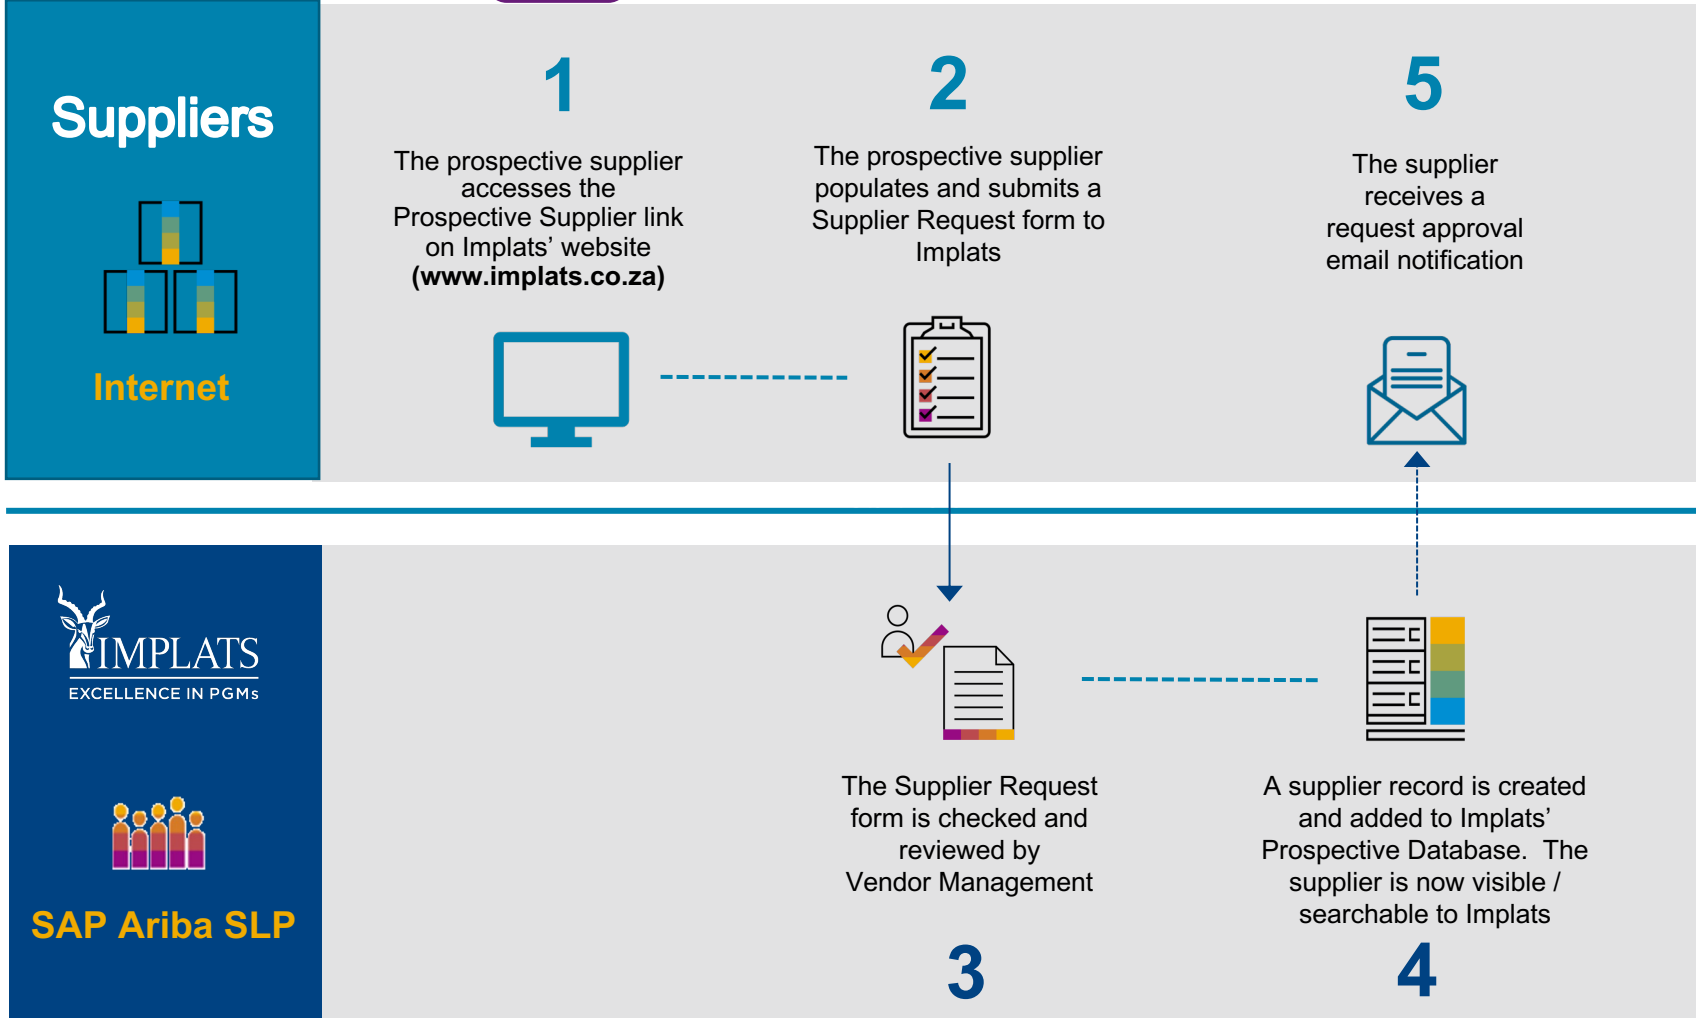 Suppliers
Internet
1
The prospective supplier
accesses the
Prospective Supplier link
on Implats’ website
(www.implats.co.za)
2
The prospective supplier
populates and submits a
Supplier Request form to
Implats
5
The supplier
receives a
request approval
email notification
IMPLATS
EXCELLENCE IN PGMs
SAP Ariba SLP
The Supplier Request
form is checked and
reviewed by
Vendor Management
3
A supplier record is created
and added to Implats’
Prospective Database.  The
supplier is now visible /
searchable to Implats
4